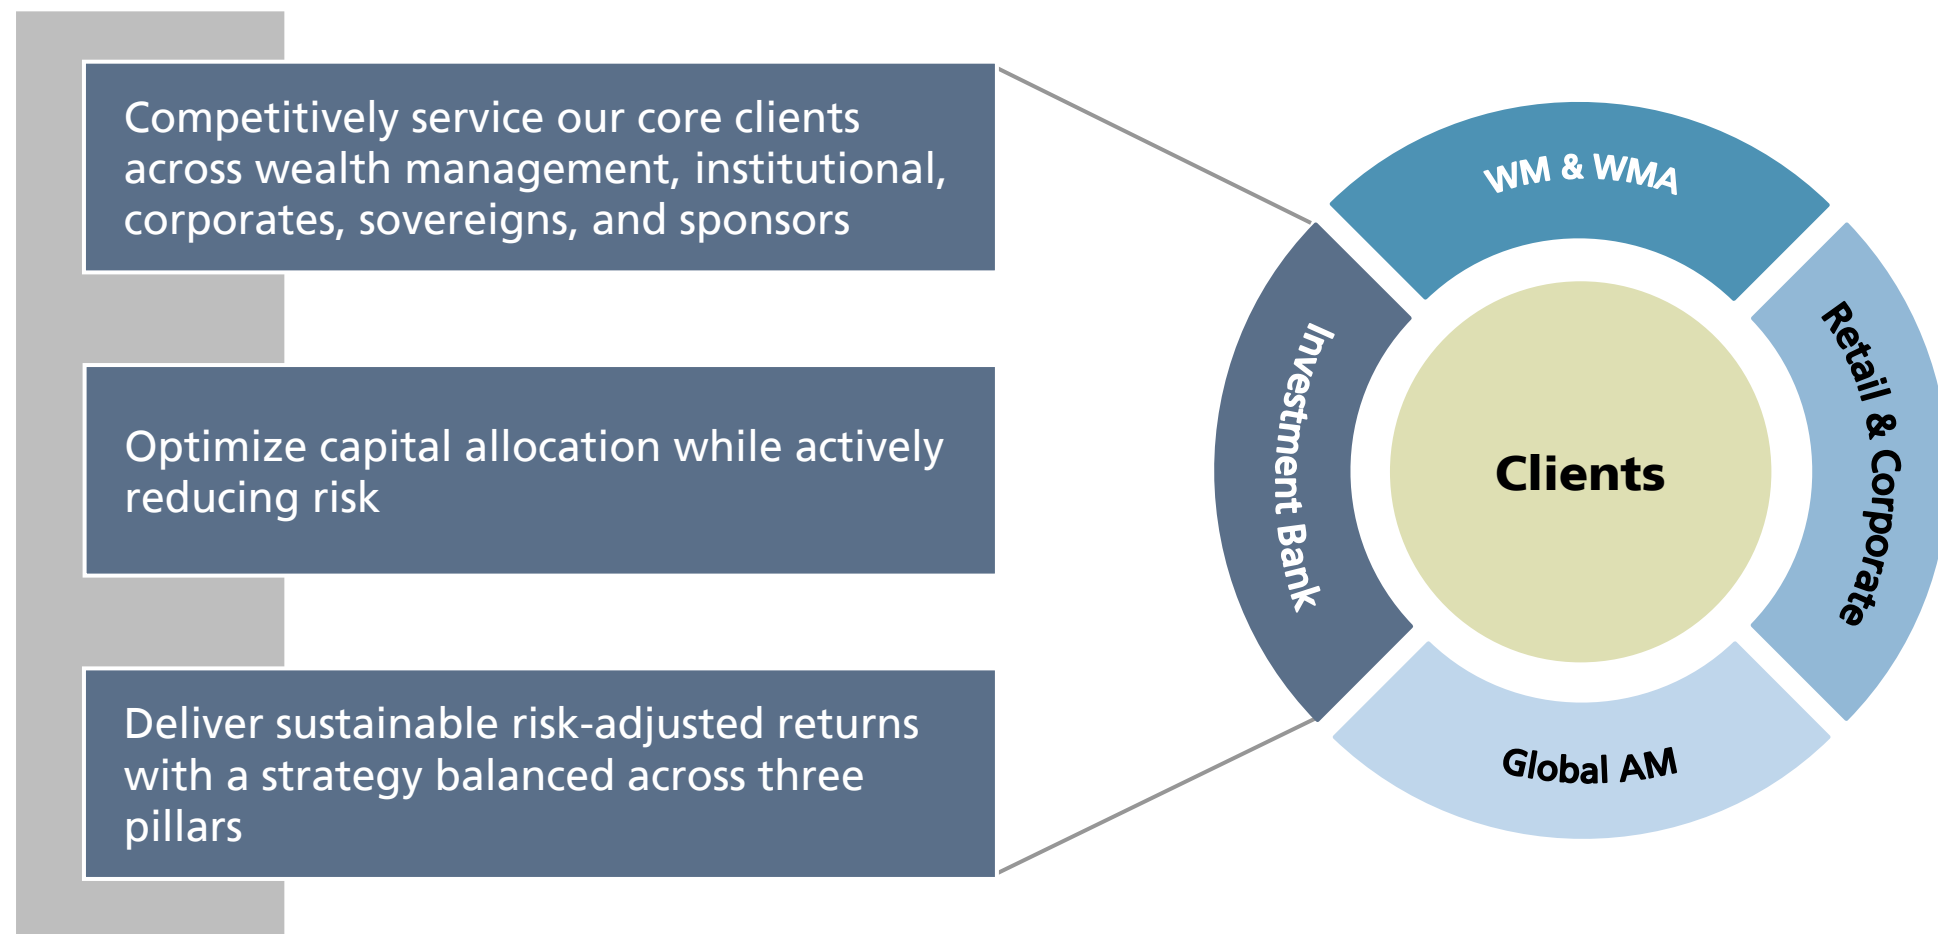 Competitively service our core clients
across wealth management, institutional,
corporates, sovereigns, and sponsors
Optimize capital allocation while actively
reducing risk
Deliver sustainable risk-adjusted returns
with a strategy balanced across three
pillars
WM & WMA
Investment Bank
Clients
Retail & Corporate
Global AM